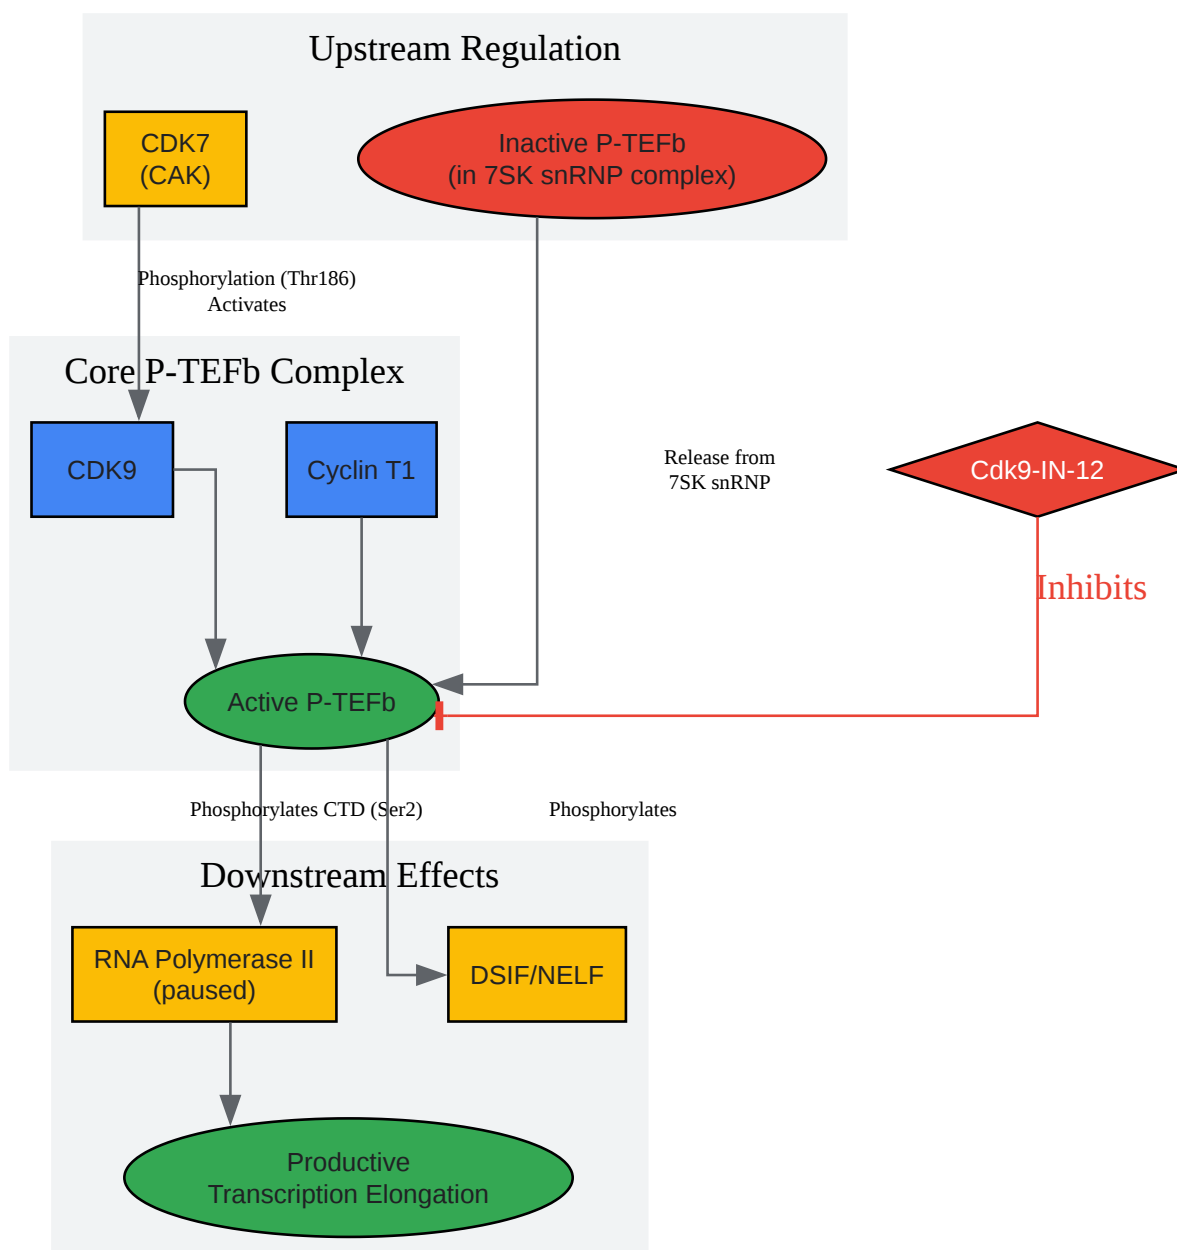 Upstream Regulation
CDK7
(CAK)
Inactive P-TEFb
(in 7SK snRNP complex)
Phosphorylation (Thr186)
Activates
Core P-TEFb Complex
CDK9
Cyclin T1
Release from
7SK snRNP
Cdk9-IN-12
Inhibits
Active P-TEFb
Phosphorylates CTD (Ser2)
Phosphorylates
Downstream Effects
RNA Polymerase II
(paused)
DSIF/NELF
Productive
Transcription Elongation